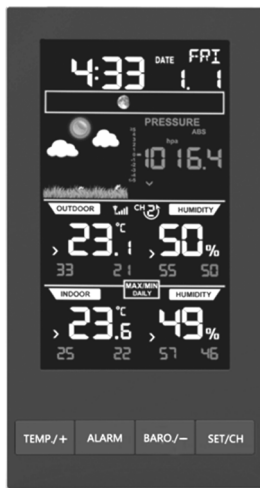 4:33 DATE FRI
1. 1
PRESSURE
ABS
hpa
1016.4
OUTDOOR CH 2 HUMIDITY
23.1 °C 50%
33 21 55 50
INDOOR MAX/MIN DAILY HUMIDITY
23.6 °C 49%
25 22 57 46
TEMP./+ ALARM BARO./− SET/CH